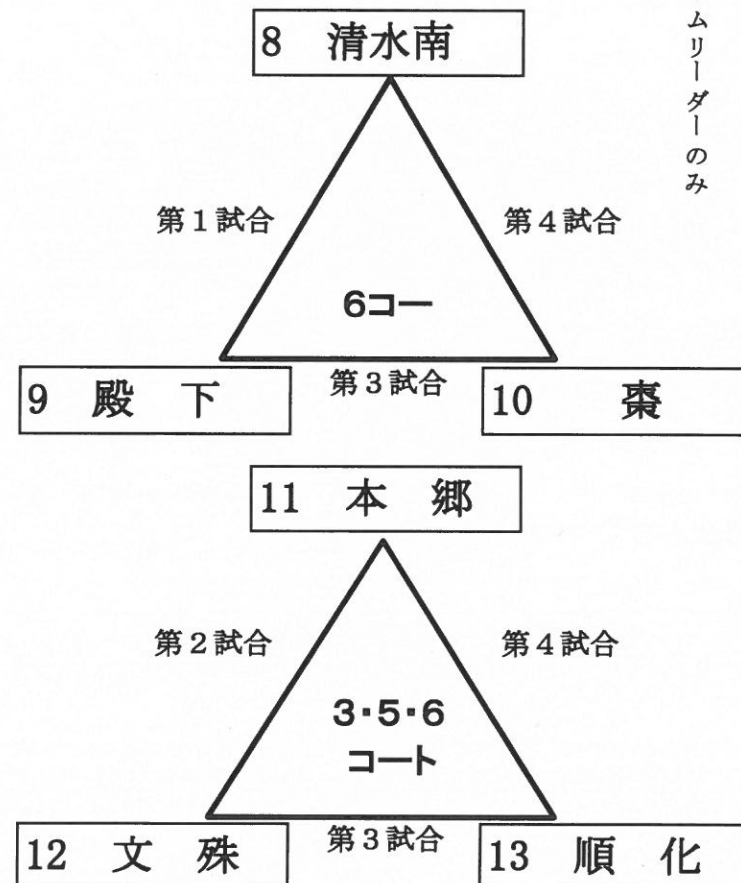 ムリーダーのみ
8 清水南
第1試合
第4試合
6コー
9 殿 下
第3試合
10 棗
11 本 郷
第2試合
第4試合
3・5・6
コート
12 文 殊
第3試合
13 順 化